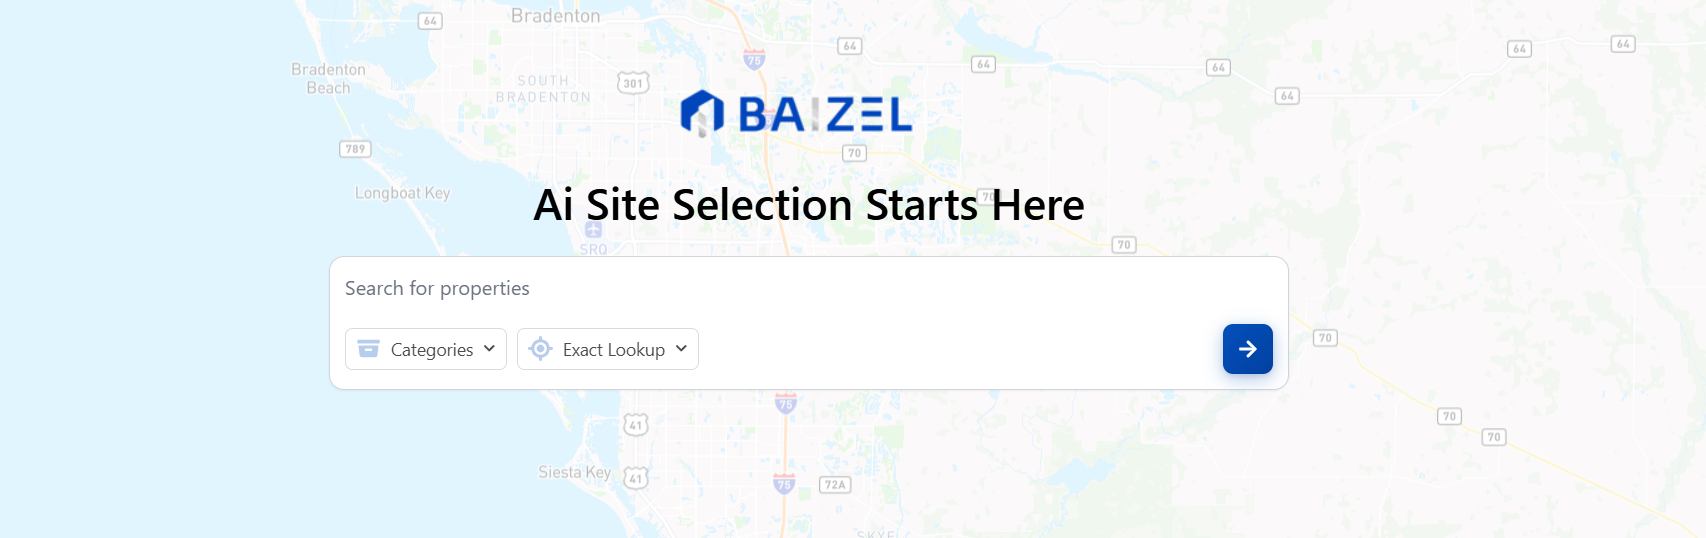 64
Bradenton
64
64
64
64
Bradenton
Beach
SOUTH
BRADENTON
301
75
64
64
BAIZEL
789
70
Longboat Key
70
Ai Site Selection Starts Here
SRQ
70
Search for properties
Categories
Exact Lookup
70
75
41
70
70
Siesta Key
41
75
72A